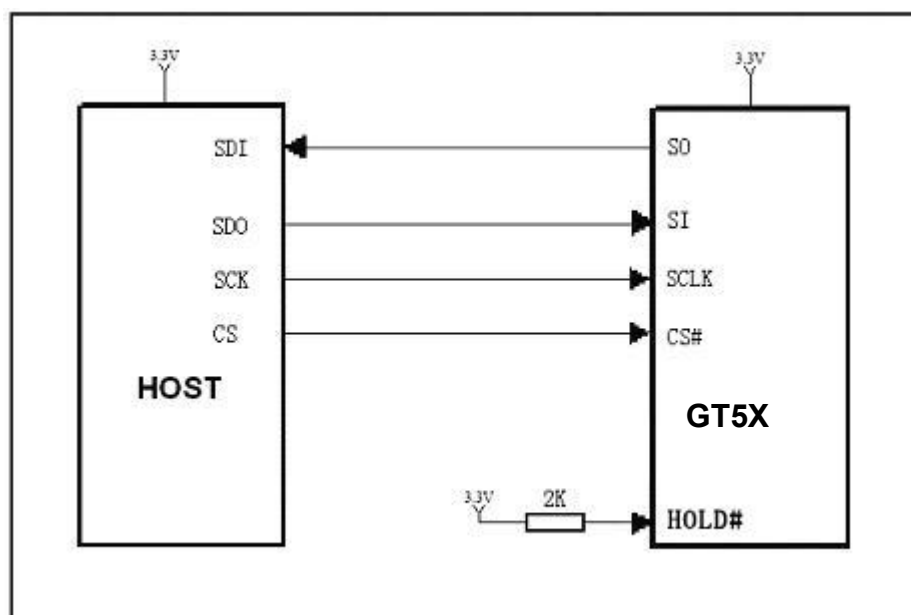 3.3V
3.3V
SDI
SO
SDO
SI
SCK
SCLK
CS
CS#
HOST
GT5X
3.3V
2K
HOLD#